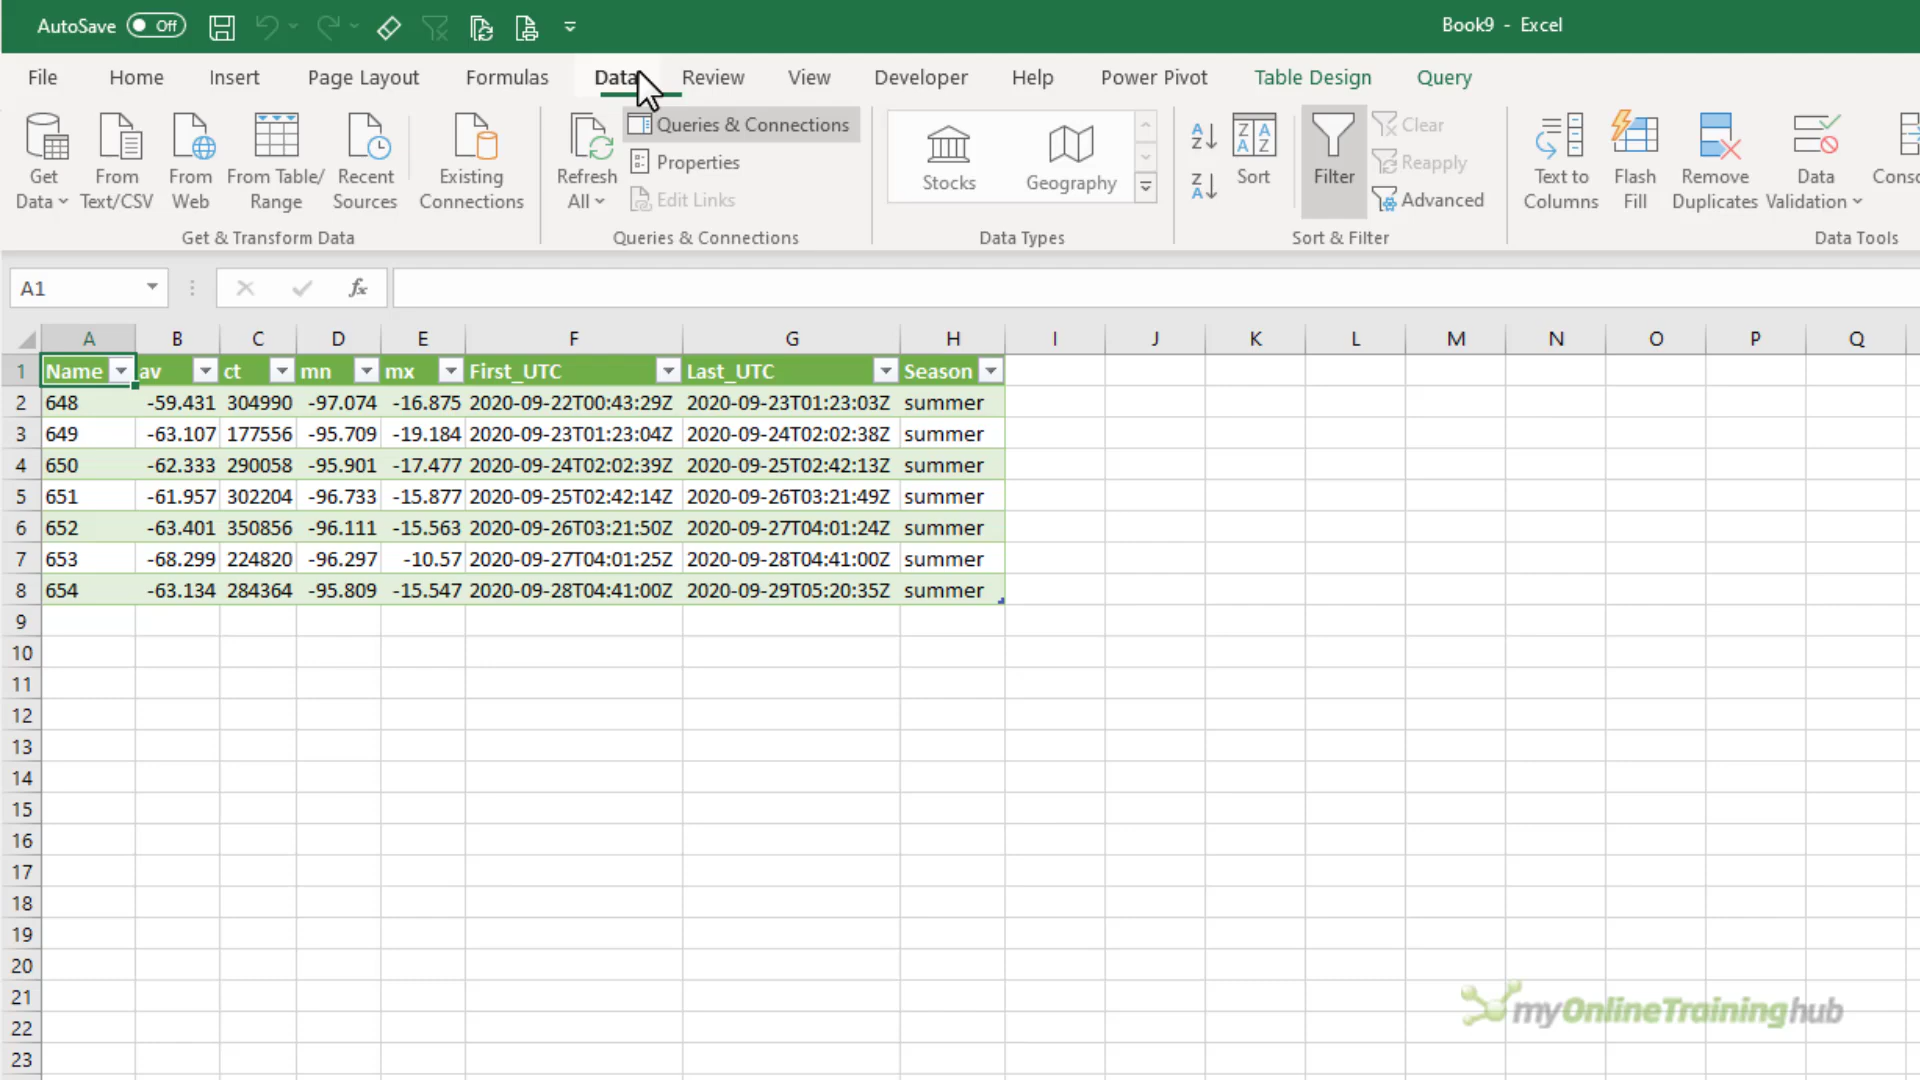 AutoSave Off Book9 - Excel
File Home Insert Page Layout Formulas Data Review View Developer Help Power Pivot Table Design Query
Get Data From Text/CSV From Web From Table/ Range Recent Sources Existing Connections
Get & Transform Data
Refresh All Queries & Connections Properties Edit Links
Queries & Connections
Stocks Geography
Data Types
Sort Filter Clear Reapply Advanced
Sort & Filter
Text to Columns Flash Fill Remove Duplicates Data Validation
Data Tools
A1 fx
A B C D E F G H I J K L M N O P Q
1 Name av ct mn mx First_UTC Last_UTC Season
2 648 -59.431 304990 -97.074 -16.875 2020-09-22T00:43:29Z 2020-09-23T01:23:03Z summer
3 649 -63.107 177556 -95.709 -19.184 2020-09-23T01:23:04Z 2020-09-24T02:02:38Z summer
4 650 -62.333 290058 -95.901 -17.477 2020-09-24T02:02:39Z 2020-09-25T02:42:13Z summer
5 651 -61.957 302204 -96.733 -15.877 2020-09-25T02:42:14Z 2020-09-26T03:21:49Z summer
6 652 -63.401 350856 -96.111 -15.563 2020-09-26T03:21:50Z 2020-09-27T04:01:24Z summer
7 653 -68.299 224820 -96.297 -10.57 2020-09-27T04:01:25Z 2020-09-28T04:41:00Z summer
8 654 -63.134 284364 -95.809 -15.547 2020-09-28T04:41:00Z 2020-09-29T05:20:35Z summer
9
10
11
12
13
14
15
16
17
18
19
20
21
22
23
myOnlineTraininghub